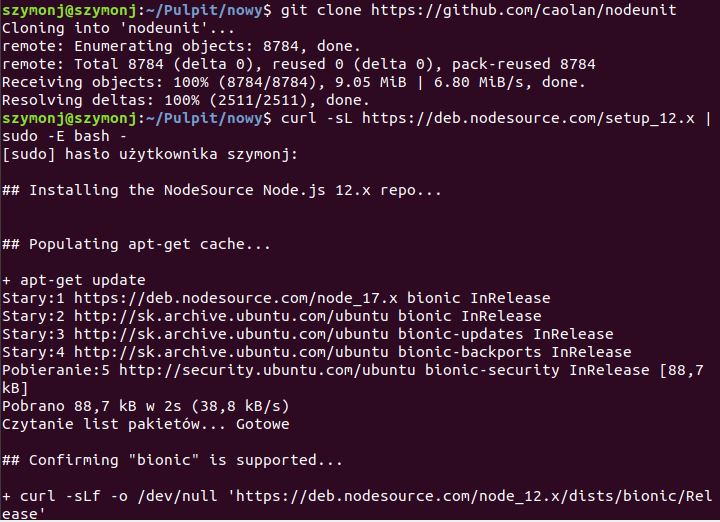 szymonj@szymonj:~/Pulpit/nowy$ git clone https://github.com/caolan/nodeunit
Cloning into 'nodeunit'...
remote: Enumerating objects: 8784, done.
remote: Total 8784 (delta 0), reused 0 (delta 0), pack-reused 8784
Receiving objects: 100% (8784/8784), 9.05 MiB | 6.80 MiB/s, done.
Resolving deltas: 100% (2511/2511), done.
szymonj@szymonj:~/Pulpit/nowy$ curl -sL https://deb.nodesource.com/setup_12.x |
sudo -E bash -
[sudo] hasło użytkownika szymonj:
## Installing the NodeSource Node.js 12.x repo...
## Populating apt-get cache...
+ apt-get update
Stary:1 https://deb.nodesource.com/node_17.x bionic InRelease
Stary:2 http://sk.archive.ubuntu.com/ubuntu bionic InRelease
Stary:3 http://sk.archive.ubuntu.com/ubuntu bionic-updates InRelease
Stary:4 http://sk.archive.ubuntu.com/ubuntu bionic-backports InRelease
Pobieranie:5 http://security.ubuntu.com/ubuntu bionic-security InRelease [88,7
kB]
Pobrano 88,7 kB w 2s (38,8 kB/s)
Czytanie list pakietów... Gotowe
## Confirming "bionic" is supported...
+ curl -sLf -o /dev/null 'https://deb.nodesource.com/node_12.x/dists/bionic/Rel
ease'